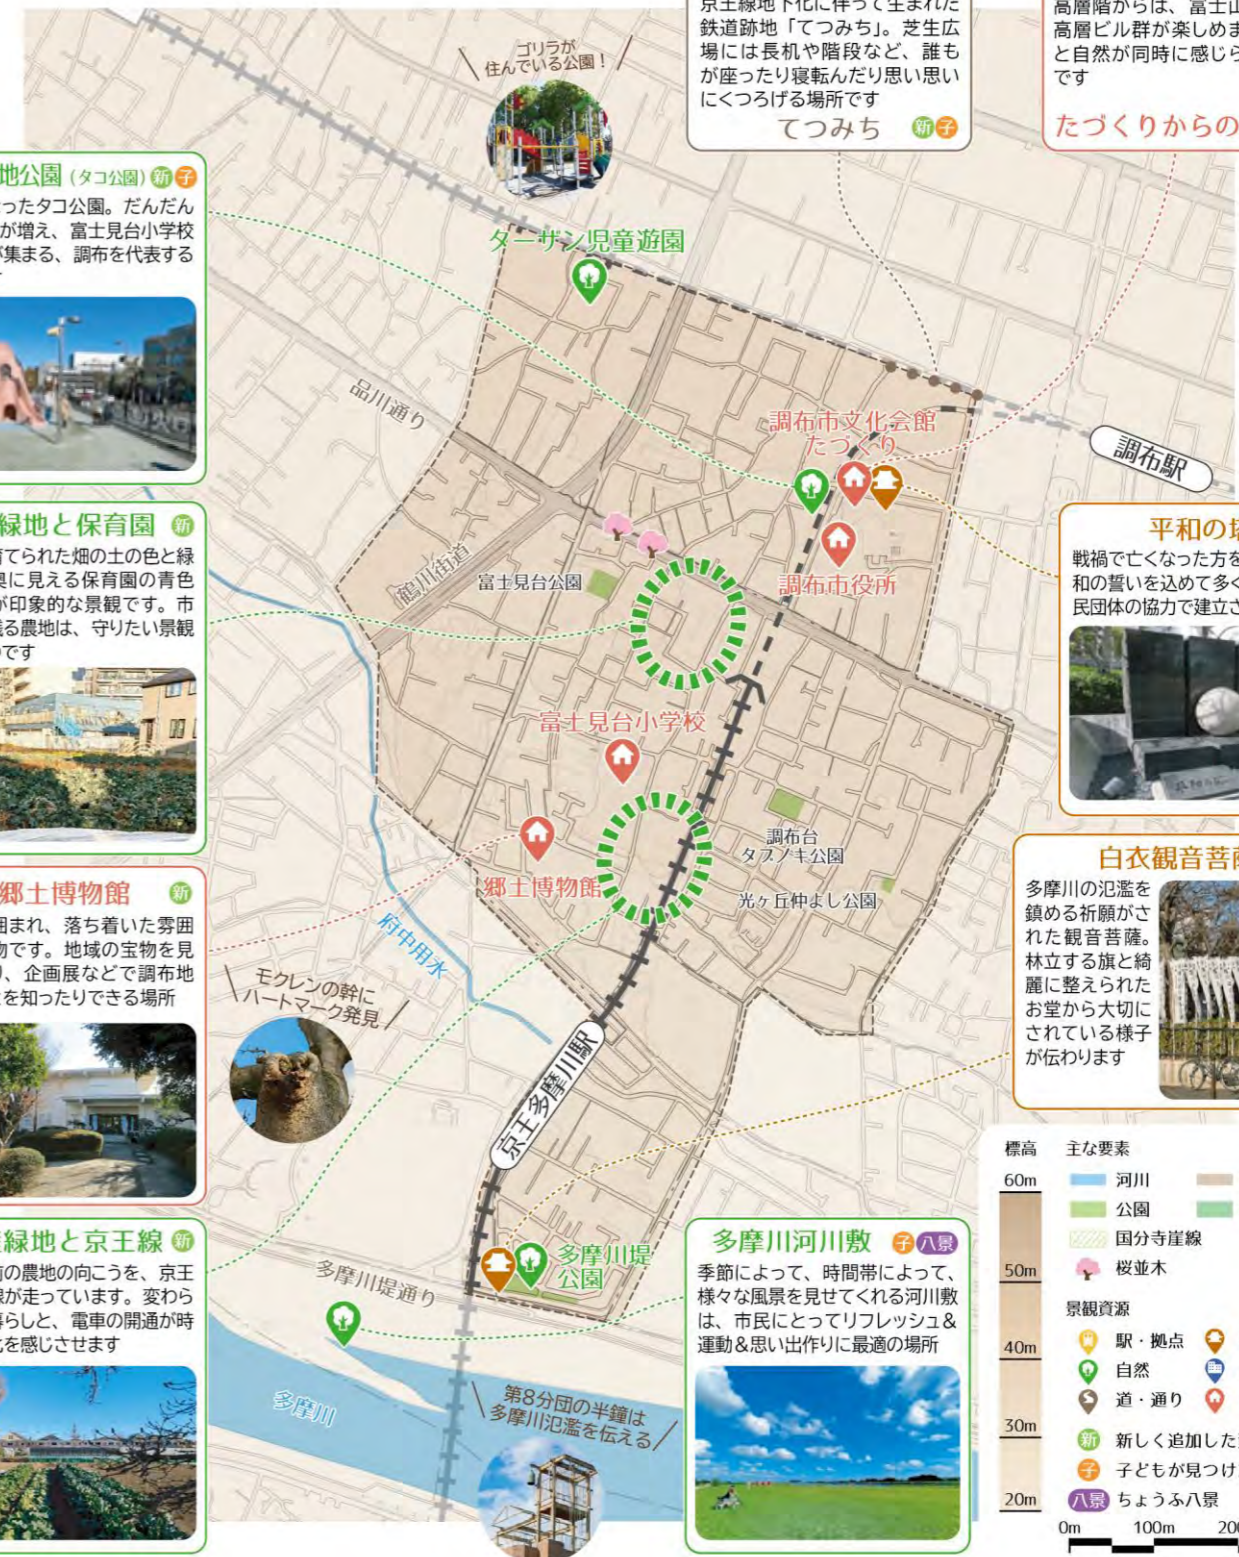 京王線地下化に伴って生まれた
鉄道跡地「てつみち」。芝生広
場には長机や階段など、誰も
が座ったり寝転んだり思い思い
にくつろげる場所です
てつみち 新 子
高層階からは、富士山
高層ビル群が楽しめま
と自然が同時に感じら
です
たづくりからの
ゴリラが
住んでいる公園！
地公園（タコ公園） 新 子
ったタコ公園。だんだん
が増え、富士見台小学校
が集まる、調布を代表する
ターザン児童遊園
品川通り
調布市文化会館
たづくり
調布駅
調布市役所
鶴川街道
富士見台公園
緑地と保育園 新
育てられた畑の土の色と緑
奥に見える保育園の青色
が印象的な景観です。市
残る農地は、守りたい景観
です
平和の
戦禍で亡くなった方を
和の誓いを込めて多く
民団体の協力で建立さ
富士見台小学校
調布台
タブノキ公園
郷土博物館
光ヶ丘仲よし公園
府中用水
郷土博物館 新
囲まれ、落ち着いた雰囲
物です。地域の宝物を見
り、企画展などで調布地
を知ったりできる場所
モクレンの幹に
ハートマーク発見
白衣観音菩薩
多摩川の氾濫を
鎮める祈願がさ
れた観音菩薩。
林立する旗と綺
麗に整えられた
お堂から大切に
されている様子
が伝わります
京王多摩川駅
緑地と京王線 新
前の農地の向こうを、京王
線が走っています。変わら
暮らしと、電車の開通が時
化を感じさせます
多摩川堤通り
多摩川堤
公園
多摩川
第8分団の半鐘は
多摩川氾濫を伝える
多摩川河川敷 子 八景
季節によって、時間帯によって、
様々な風景を見せてくれる河川敷
は、市民にとってリフレッシュ＆
運動＆思い出作りに最適の場所
標高
60m
50m
40m
30m
20m
主な要素
河川
公園
国分寺崖線
桜並木
景観資源
駅・拠点
自然
道・通り
新 新しく追加した
子 子どもが見つけ
八景 ちょうふ八景
0m 100m 200